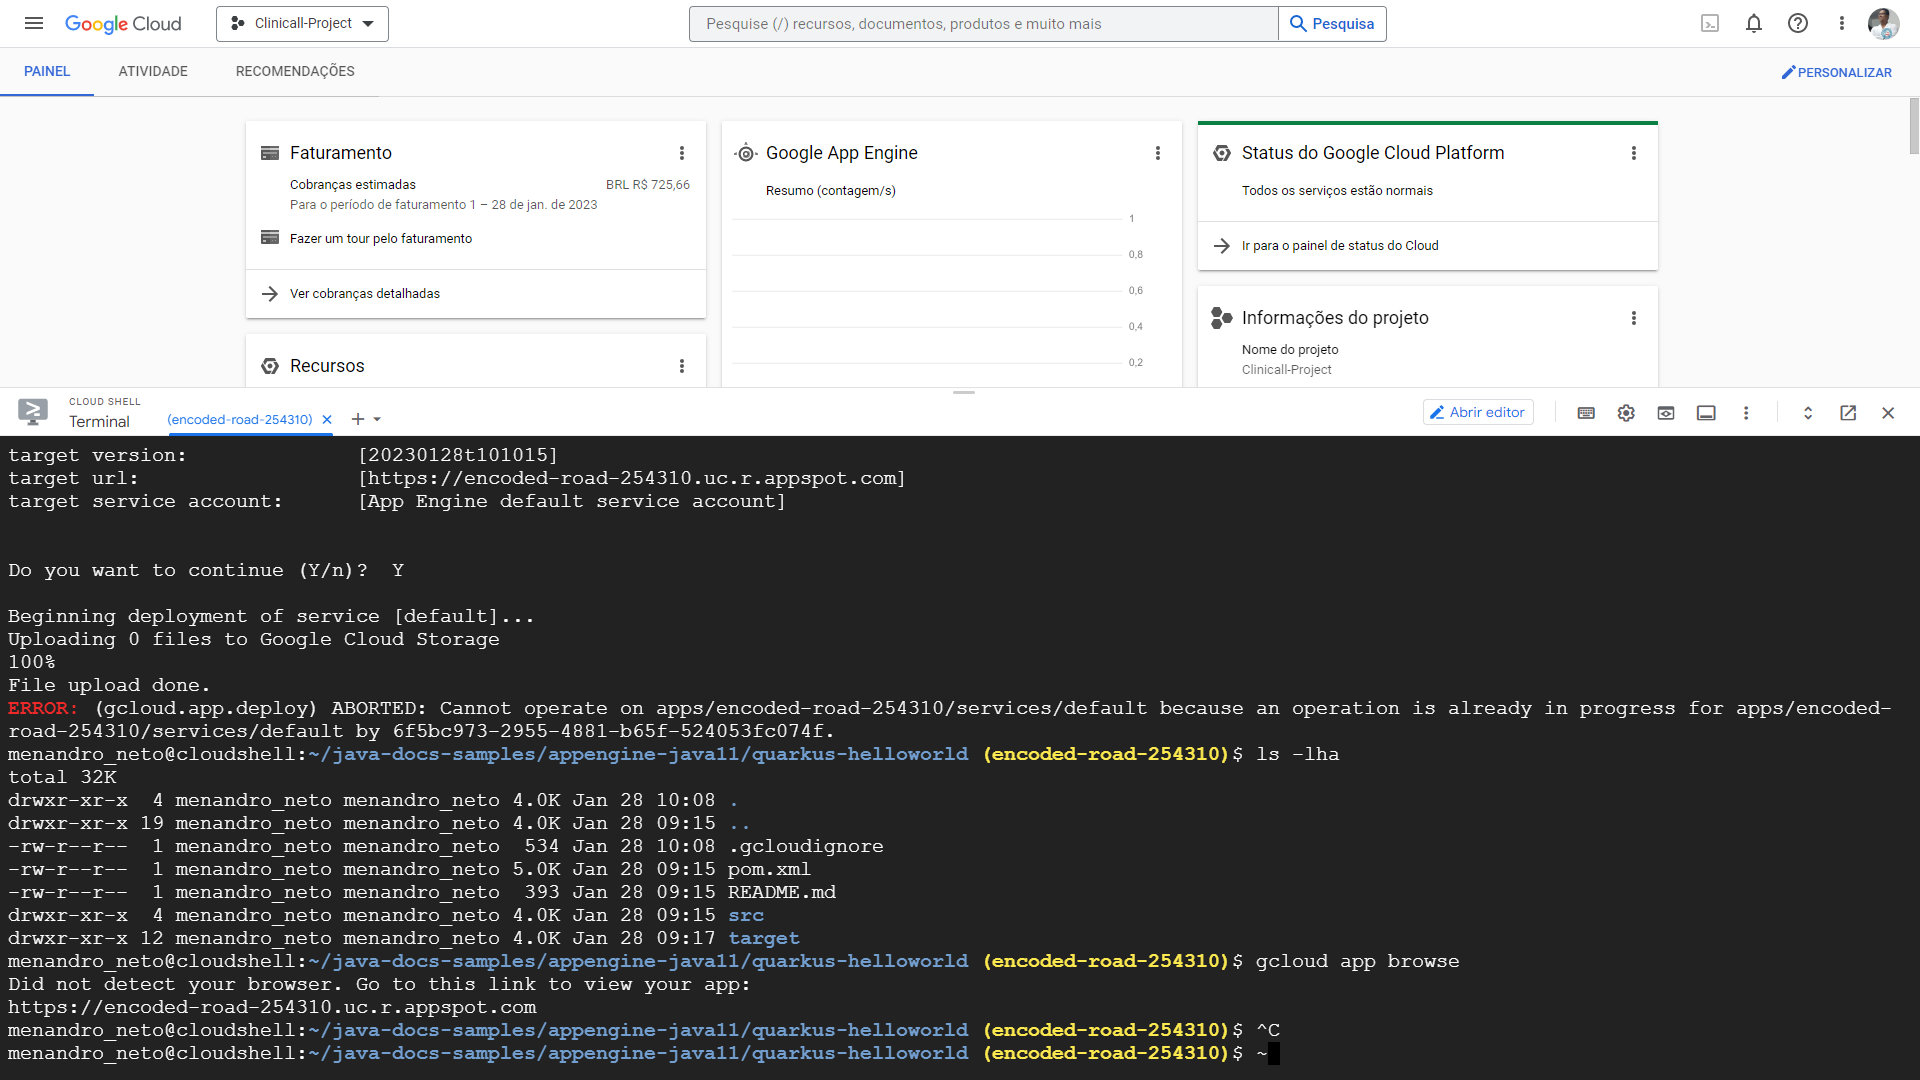 Google Cloud
Clinicall-Project
Pesquise (/) recursos, documentos, produtos e muito mais
Pesquisa
PAINEL
ATIVIDADE
RECOMENDAÇÕES
PERSONALIZAR
Faturamento
Cobranças estimadas
BRL R$ 725,66
Para o período de faturamento 1 – 28 de jan. de 2023
Fazer um tour pelo faturamento
Ver cobranças detalhadas
Recursos
Google App Engine
Resumo (contagem/s)
1
0,8
0,6
0,4
0,2
Status do Google Cloud Platform
Todos os serviços estão normais
Ir para o painel de status do Cloud
Informações do projeto
Nome do projeto
Clinicall-Project
CLOUD SHELL
Terminal
(encoded-road-254310)
Abrir editor
target version:              [20230128t101015]
target url:                  [https://encoded-road-254310.uc.r.appspot.com]
target service account:      [App Engine default service account]
Do you want to continue (Y/n)?  Y
Beginning deployment of service [default]...
Uploading 0 files to Google Cloud Storage
100%
File upload done.
ERROR: (gcloud.app.deploy) ABORTED: Cannot operate on apps/encoded-road-254310/services/default because an operation is already in progress for apps/encoded-
road-254310/services/default by 6f5bc973-2955-4881-b65f-524053fc074f.
menandro_neto@cloudshell:~/java-docs-samples/appengine-java11/quarkus-helloworld (encoded-road-254310)$ ls -lha
total 32K
drwxr-xr-x  4 menandro_neto menandro_neto 4.0K Jan 28 10:08 .
drwxr-xr-x 19 menandro_neto menandro_neto 4.0K Jan 28 09:15 ..
-rw-r--r--  1 menandro_neto menandro_neto  534 Jan 28 10:08 .gcloudignore
-rw-r--r--  1 menandro_neto menandro_neto 5.0K Jan 28 09:15 pom.xml
-rw-r--r--  1 menandro_neto menandro_neto  393 Jan 28 09:15 README.md
drwxr-xr-x  4 menandro_neto menandro_neto 4.0K Jan 28 09:15 src
drwxr-xr-x 12 menandro_neto menandro_neto 4.0K Jan 28 09:17 target
menandro_neto@cloudshell:~/java-docs-samples/appengine-java11/quarkus-helloworld (encoded-road-254310)$ gcloud app browse
Did not detect your browser. Go to this link to view your app:
https://encoded-road-254310.uc.r.appspot.com
menandro_neto@cloudshell:~/java-docs-samples/appengine-java11/quarkus-helloworld (encoded-road-254310)$ ^C
menandro_neto@cloudshell:~/java-docs-samples/appengine-java11/quarkus-helloworld (encoded-road-254310)$ ~